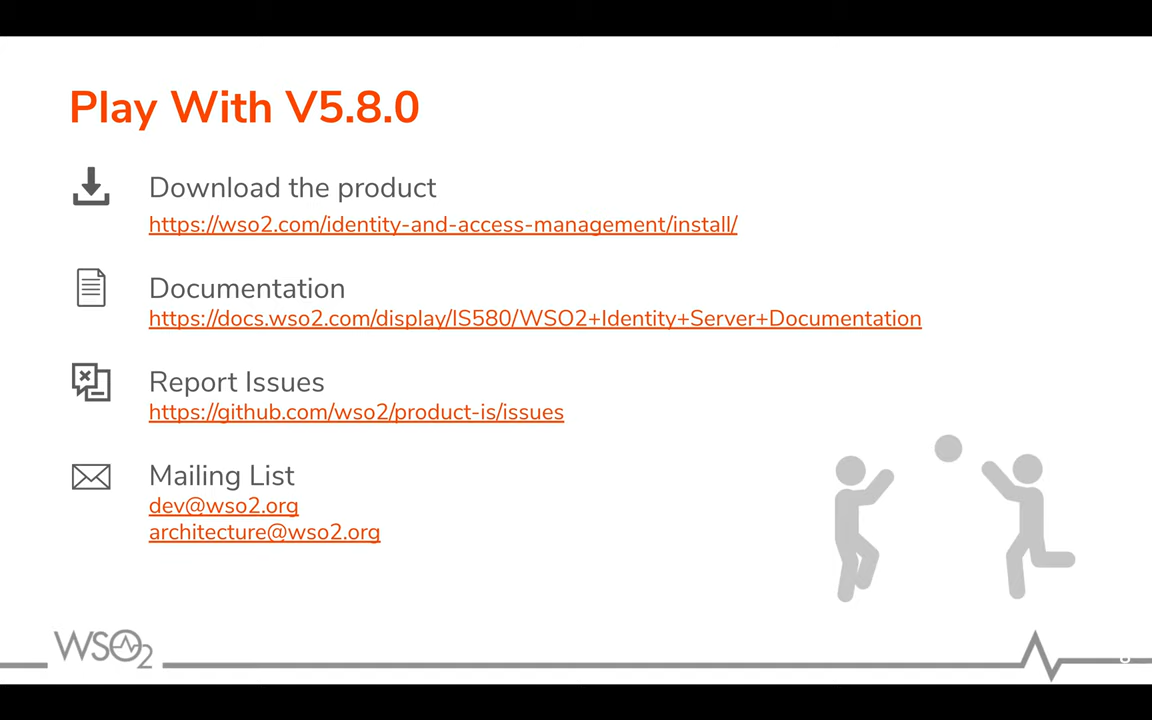 Play With V5.8.0
Download the product
https://wso2.com/identity-and-access-management/install/
Documentation
https://docs.wso2.com/display/IS580/WSO2+Identity+Server+Documentation
Report Issues
https://github.com/wso2/product-is/issues
Mailing List
dev@wso2.org
architecture@wso2.org
WSO2